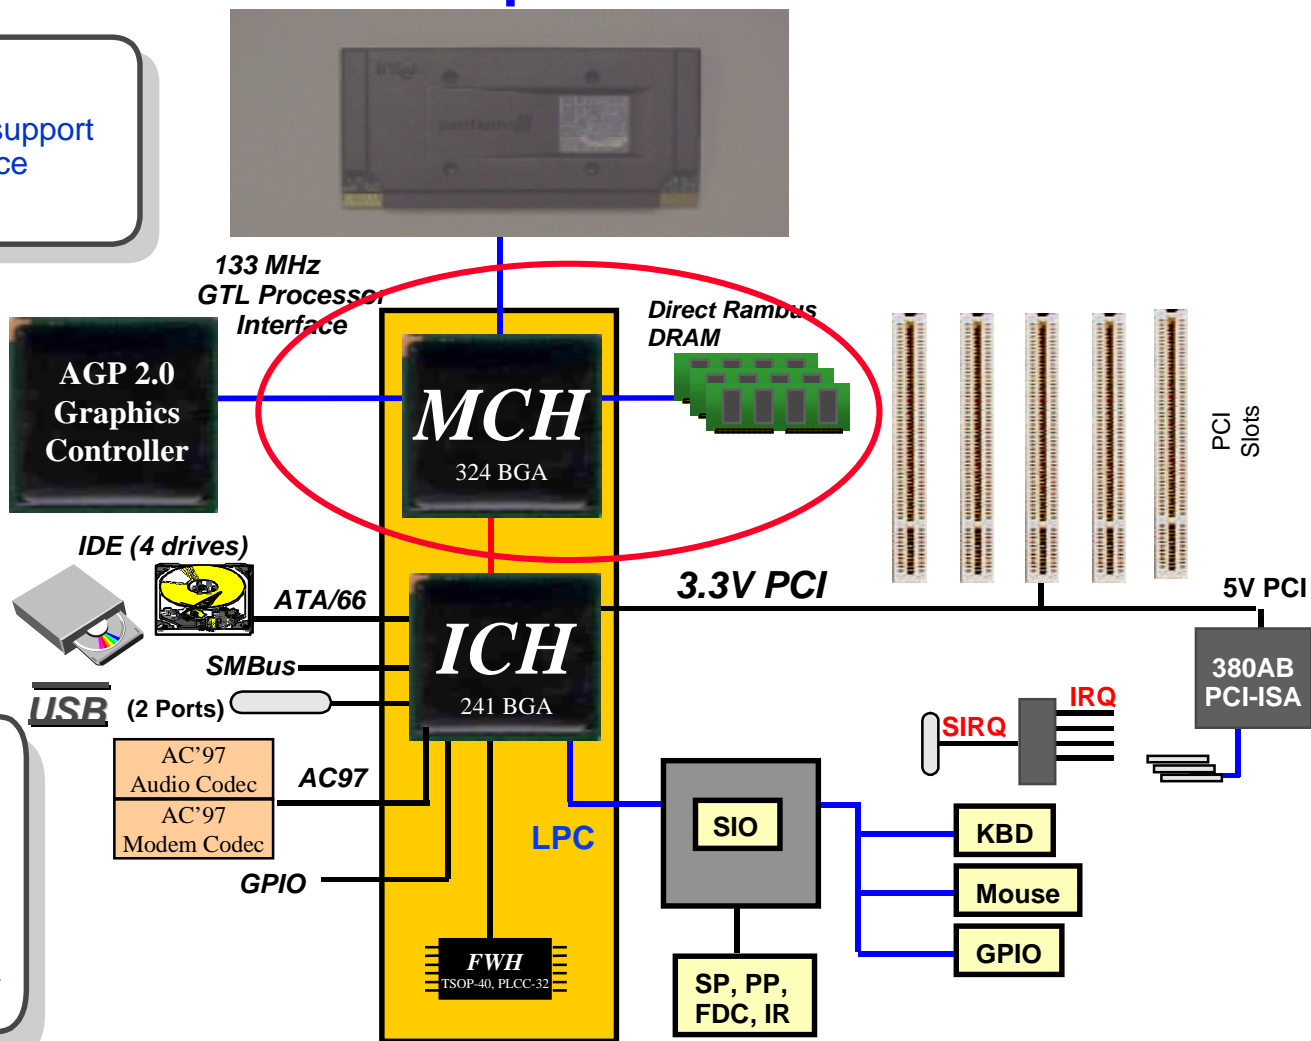 support
ce
intel
pentium
133 MHz
GTL Processor
Interface
Direct Rambus
DRAM
AGP 2.0
Graphics
Controller
MCH
324 BGA
PCI
Slots
IDE (4 drives)
ATA/66
3.3V PCI
5V PCI
ICH
241 BGA
SMBus
USB (2 Ports)
380AB
PCI-ISA
IRQ
SIRQ
AC'97
Audio Codec
AC97
AC'97
Modem Codec
LPC
SIO
KBD
Mouse
GPIO
GPIO
FWH
TSOP-40, PLCC-32
SP, PP,
FDC, IR